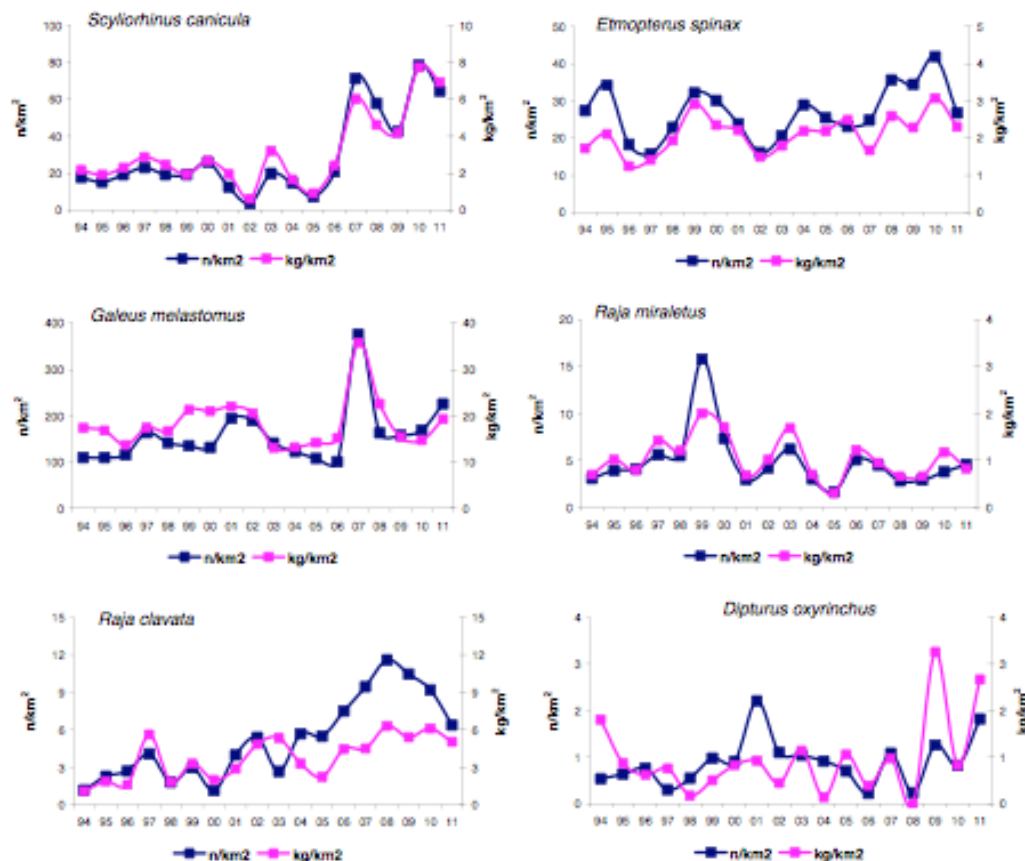 Scyliorhinus canicula
100
80
60
40
20
0
n/km²
10
8
6
4
2
0
kg/km²
94 95 96 97 98 99 00 01 02 03 04 05 06 07 08 09 10 11
n/km2 kg/km2
Etmopterus spinax
50
40
30
20
10
0
n/km²
5
4
3
2
1
0
kg/km²
94 95 96 97 98 99 00 01 02 03 04 05 06 07 08 09 10 11
n/km2 kg/km2
Galeus melastomus
400
300
200
100
0
n/km²
40
30
20
10
0
kg/km²
94 95 96 97 98 99 00 01 02 03 04 05 06 07 08 09 10 11
n/km2 kg/km2
Raja miraletus
20
15
10
5
0
n/km²
4
3
2
1
0
kg/km²
94 95 96 97 98 99 00 01 02 03 04 05 06 07 08 09 10 11
n/km2 kg/km2
Raja clavata
15
12
9
6
3
0
n/km²
15
12
9
6
3
0
kg/km²
94 95 96 97 98 99 00 01 02 03 04 05 06 07 08 09 10 11
n/km2 kg/km2
Dipturus oxyrinchus
4
3
2
1
0
n/km²
4
3
2
1
0
kg/km²
94 95 96 97 98 99 00 01 02 03 04 05 06 07 08 09 10 11
n/km2 kg/km2